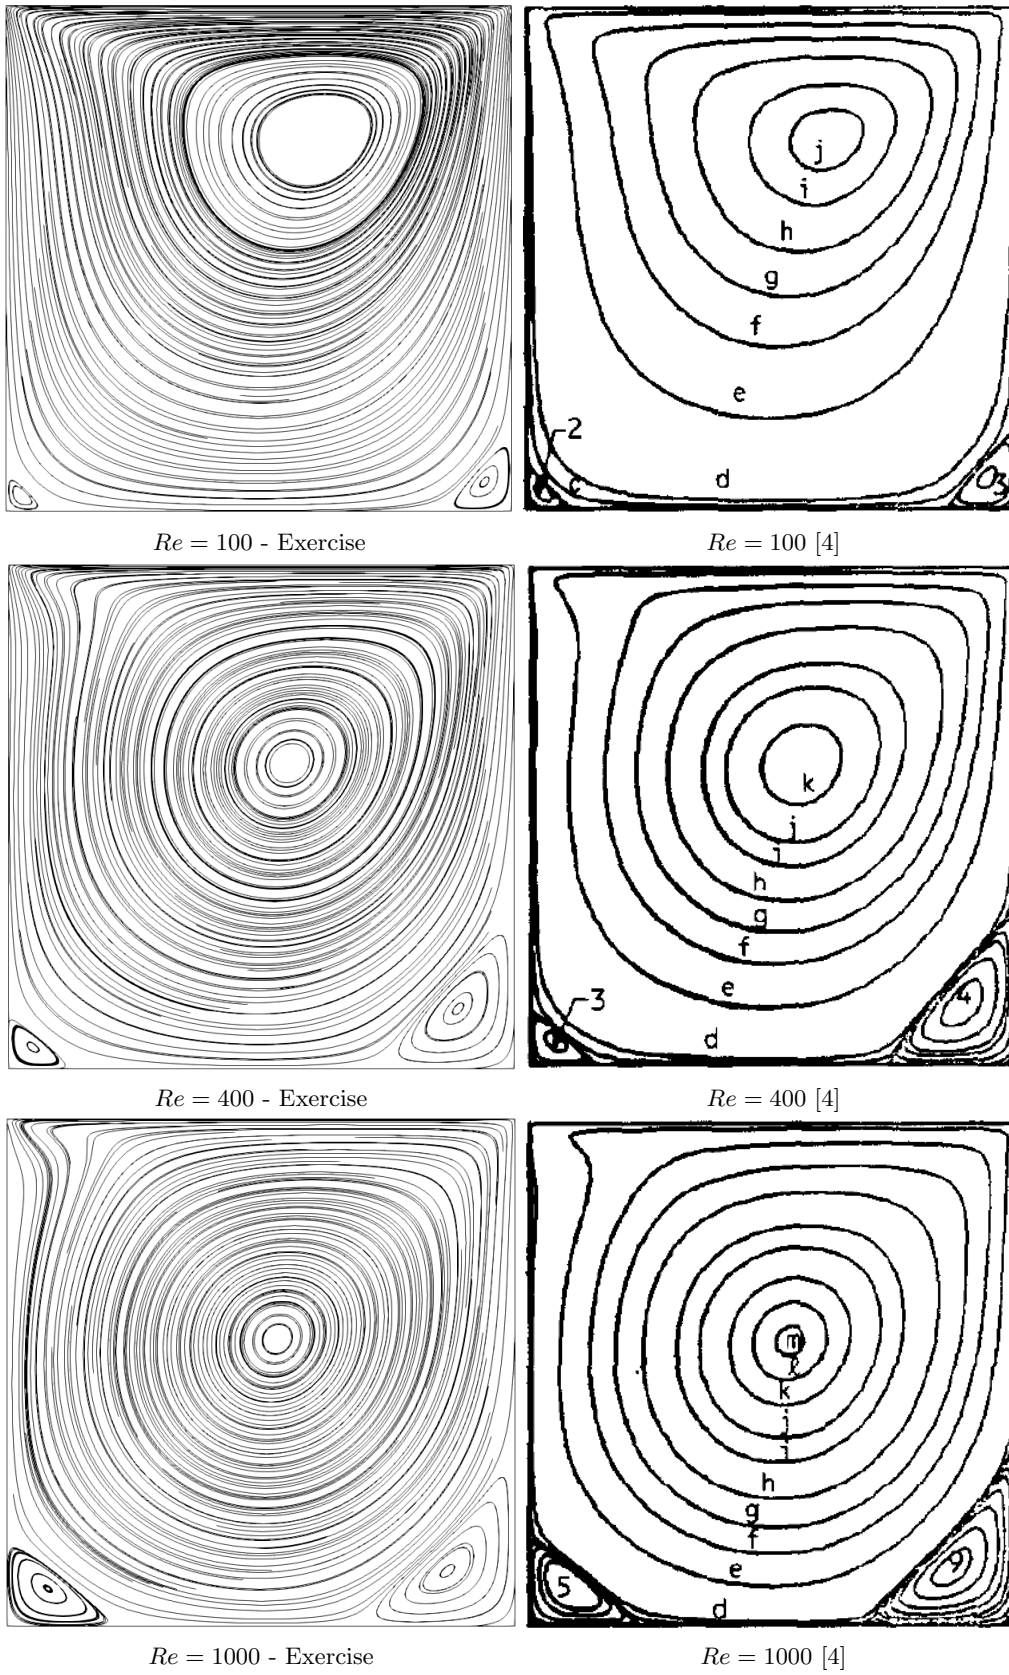 j
i
h
g
f
e
2
c
d
3
Re = 100 - Exercise
Re = 100 [4]
k
j
i
h
g
f
e
3
4
d
Re = 400 - Exercise
Re = 400 [4]
m
ℓ
k
j
i
h
g
f
e
5
9
d
Re = 1000 - Exercise
Re = 1000 [4]